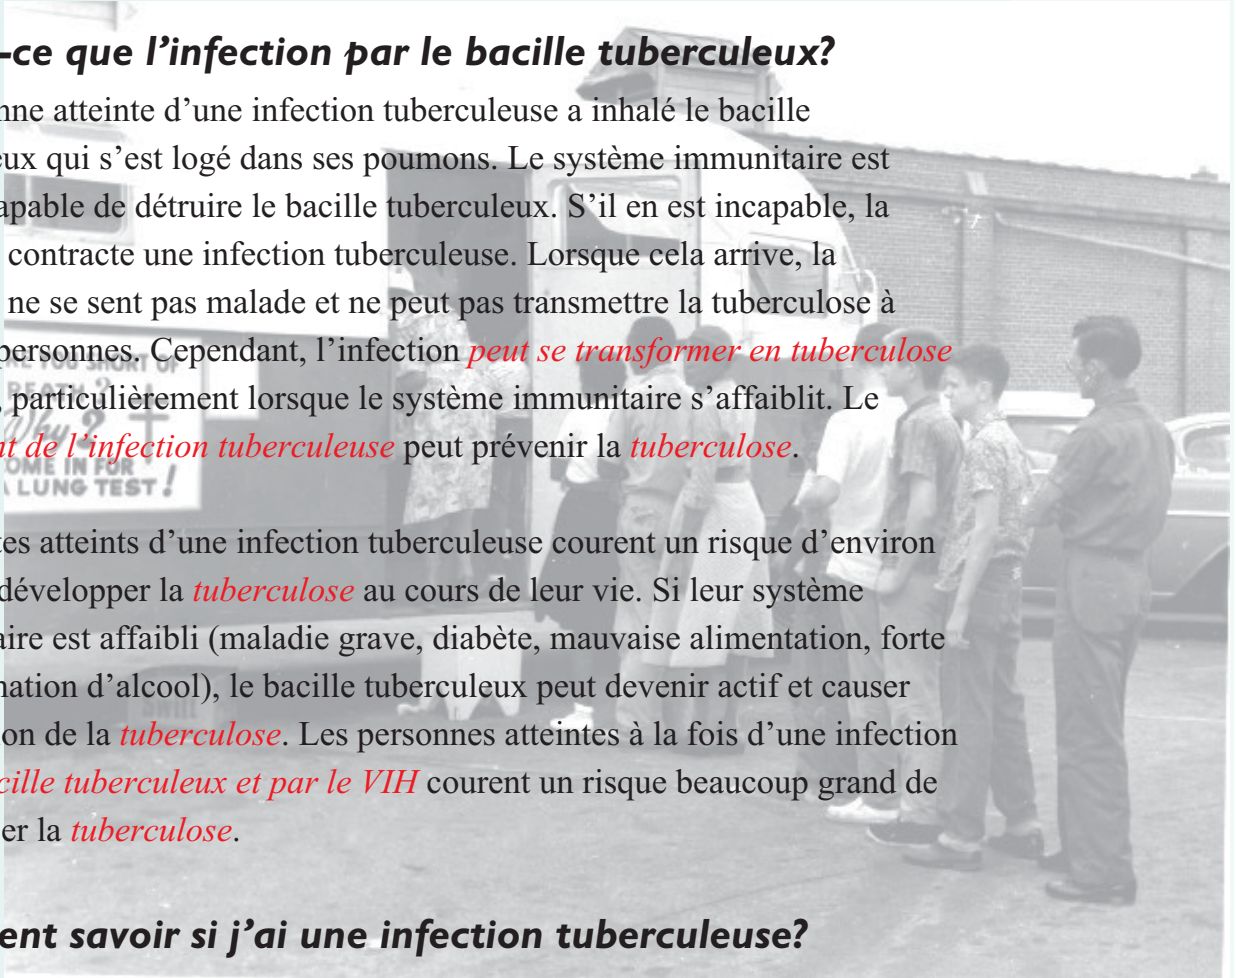 -ce que l’infection par le bacille tuberculeux?
nne atteinte d’une infection tuberculeuse a inhalé le bacille
eux qui s’est logé dans ses poumons. Le système immunitaire est
apable de détruire le bacille tuberculeux. S’il en est incapable, la
contracte une infection tuberculeuse. Lorsque cela arrive, la
ne se sent pas malade et ne peut pas transmettre la tuberculose à
personnes. Cependant, l’infection peut se transformer en tuberculose
, particulièrement lorsque le système immunitaire s’affaiblit. Le
nt de l’infection tuberculeuse peut prévenir la tuberculose.
RE YOU SHORT OF
BREATH?
Why?
OME IN FOR
A LUNG TEST!
tes atteints d’une infection tuberculeuse courent un risque d’environ
développer la tuberculose au cours de leur vie. Si leur système
aire est affaibli (maladie grave, diabète, mauvaise alimentation, forte
nation d’alcool), le bacille tuberculeux peut devenir actif et causer
on de la tuberculose. Les personnes atteintes à la fois d’une infection
cille tuberculeux et par le VIH courent un risque beaucoup grand de
er la tuberculose.
ent savoir si j’ai une infection tuberculeuse?